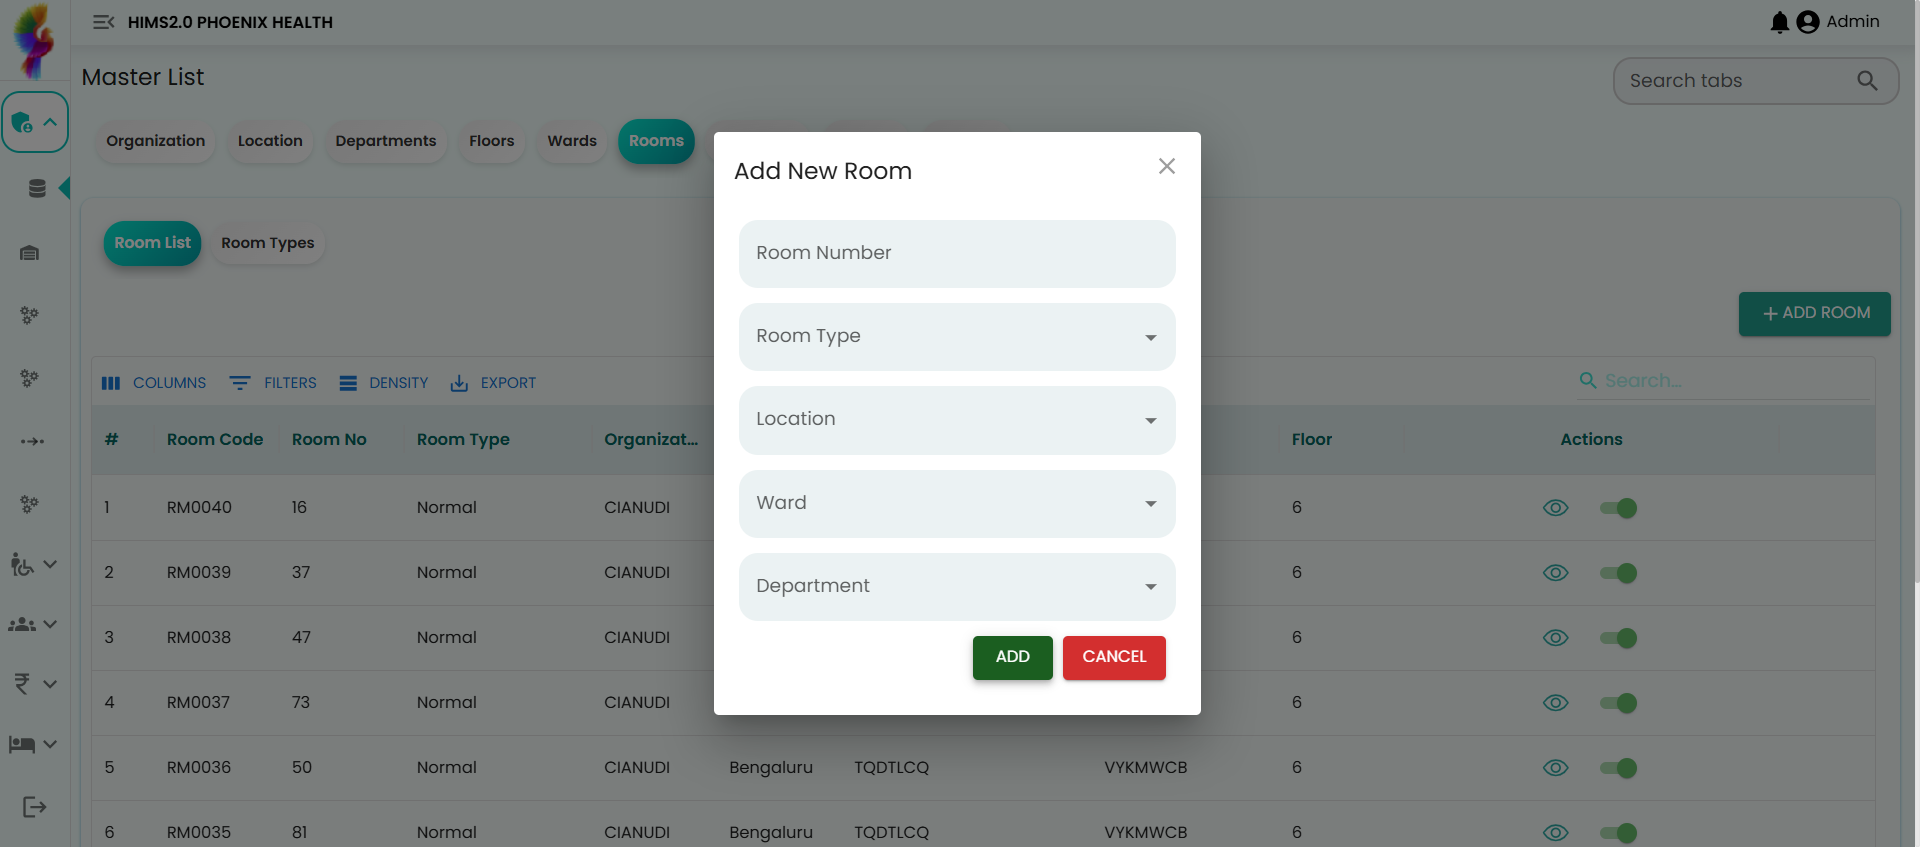 HIMS2.0 PHOENIX HEALTH
Admin
Master List
Search tabs
Organization Location Departments Floors Wards Rooms
Room List Room Types
+ ADD ROOM
COLUMNS FILTERS DENSITY EXPORT
Search...
# Room Code Room No Room Type Organizat... Floor Actions
1 RM0040 16 Normal CIANUDI 6
2 RM0039 37 Normal CIANUDI 6
3 RM0038 47 Normal CIANUDI 6
4 RM0037 73 Normal CIANUDI 6
5 RM0036 50 Normal CIANUDI Bengaluru TQDTLCQ VYKMWCB 6
6 RM0035 81 Normal CIANUDI Bengaluru TQDTLCQ VYKMWCB 6
Add New Room
Room Number
Room Type
Location
Ward
Department
ADD CANCEL